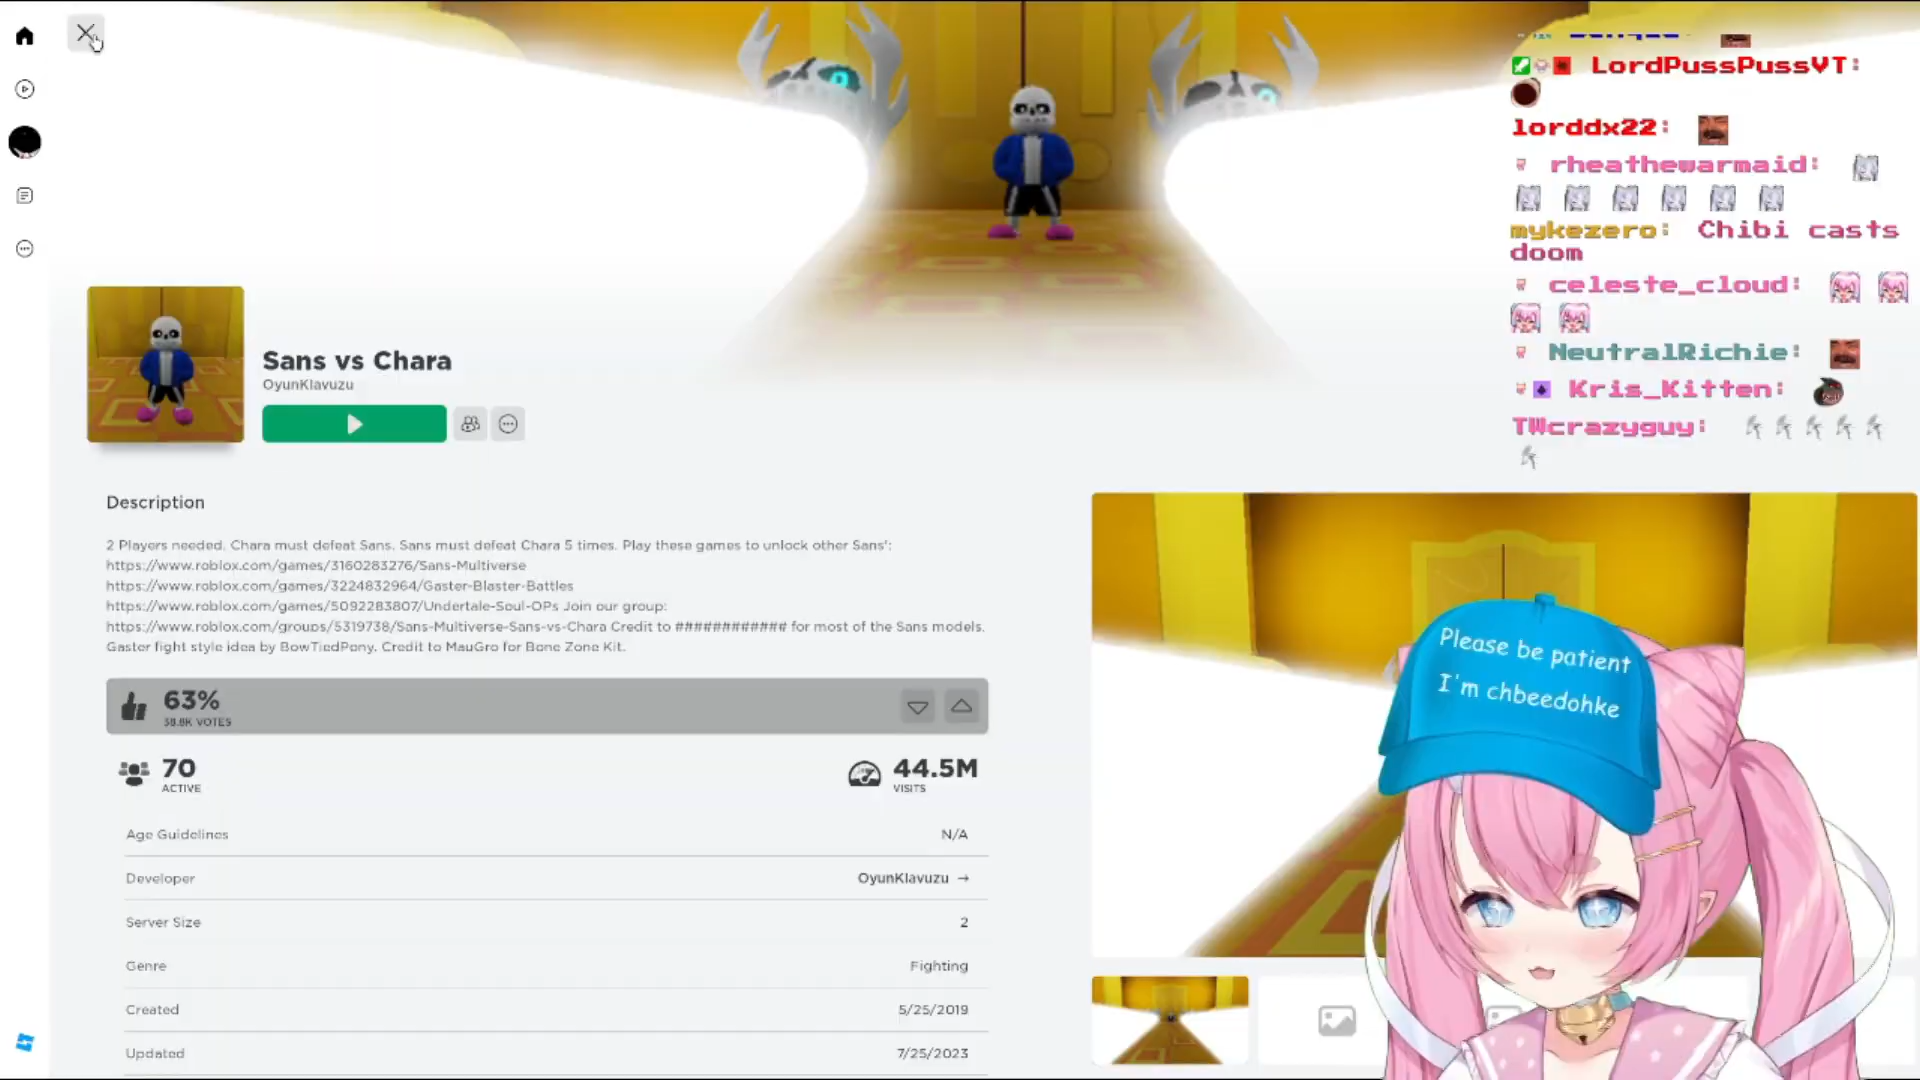 LordPussPussVT:
lorddx22:
rheathewarmaid:
mykezero: Chibi casts
doom
celeste_cloud:
NeutralRichie:
Kris_Kitten:
TWcrazyguy:
Sans vs Chara
OyunKlavuzu
Description
2 Players needed. Chara must defeat Sans. Sans must defeat Chara 5 times. Play these games to unlock other Sans':
https://www.roblox.com/games/3160283276/Sans-Multiverse
https://www.roblox.com/games/3224832964/Gaster-Blaster-Battles
https://www.roblox.com/games/5092283807/Undertale-Soul-OPs Join our group:
https://www.roblox.com/groups/5319738/Sans-Multiverse-Sans-vs-Chara Credit to ############ for most of the Sans models.
Gaster fight style idea by BowTiedPony. Credit to MauGro for Bone Zone Kit.
63%
38.8K VOTES
70
ACTIVE
44.5M
VISITS
Age Guidelines N/A
Developer OyunKlavuzu →
Server Size 2
Genre Fighting
Created 5/25/2019
Updated 7/25/2023
Please be patient
I'm chbeedohke